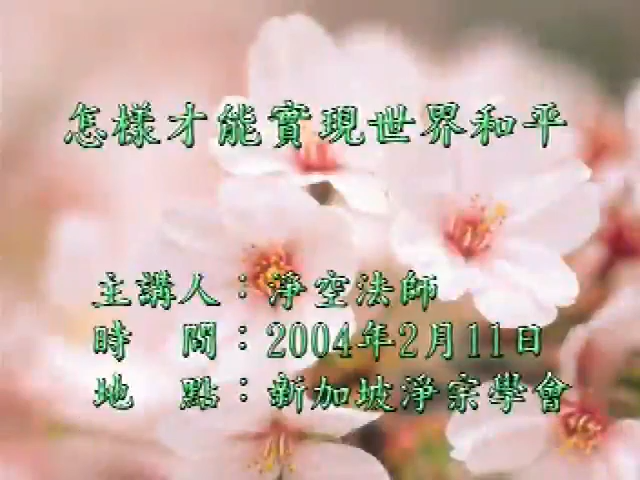 怎樣才能實現世界和平
主講人：淨空法師
時　間：2004年2月11日
地　點：新加坡淨宗學會